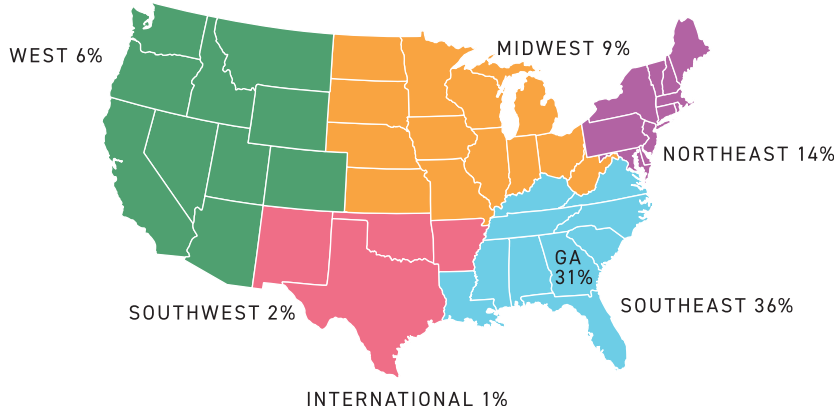 MIDWEST 9%
WEST 6%
NORTHEAST 14%
GA
31%
SOUTHEAST 36%
SOUTHWEST 2%
INTERNATIONAL 1%